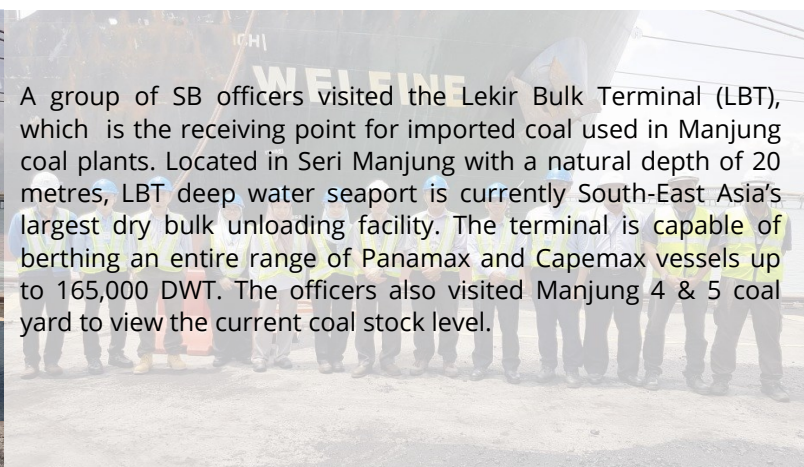 ICHI
WELFINE
A group of SB officers visited the Lekir Bulk Terminal (LBT),
which is the receiving point for imported coal used in Manjung
coal plants. Located in Seri Manjung with a natural depth of 20
metres, LBT deep water seaport is currently South-East Asia’s
largest dry bulk unloading facility. The terminal is capable of
berthing an entire range of Panamax and Capemax vessels up
to 165,000 DWT. The officers also visited Manjung 4 & 5 coal
yard to view the current coal stock level.